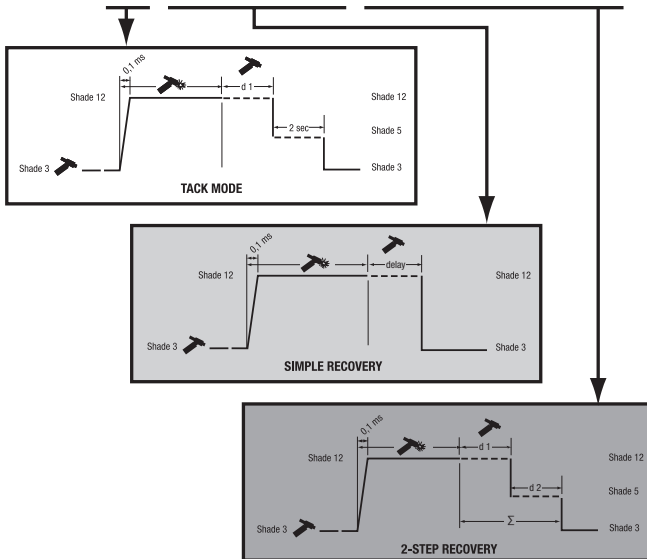 0,1 ms
Shade 12 d 1 Shade 12
2 sec Shade 5
Shade 3 Shade 3
TACK MODE
0,1 ms
Shade 12 delay Shade 12
Shade 3 Shade 3
SIMPLE RECOVERY
0,1 ms
Shade 12 d 1 Shade 12
d 2 Shade 5
Shade 3 Σ Shade 3
2-STEP RECOVERY